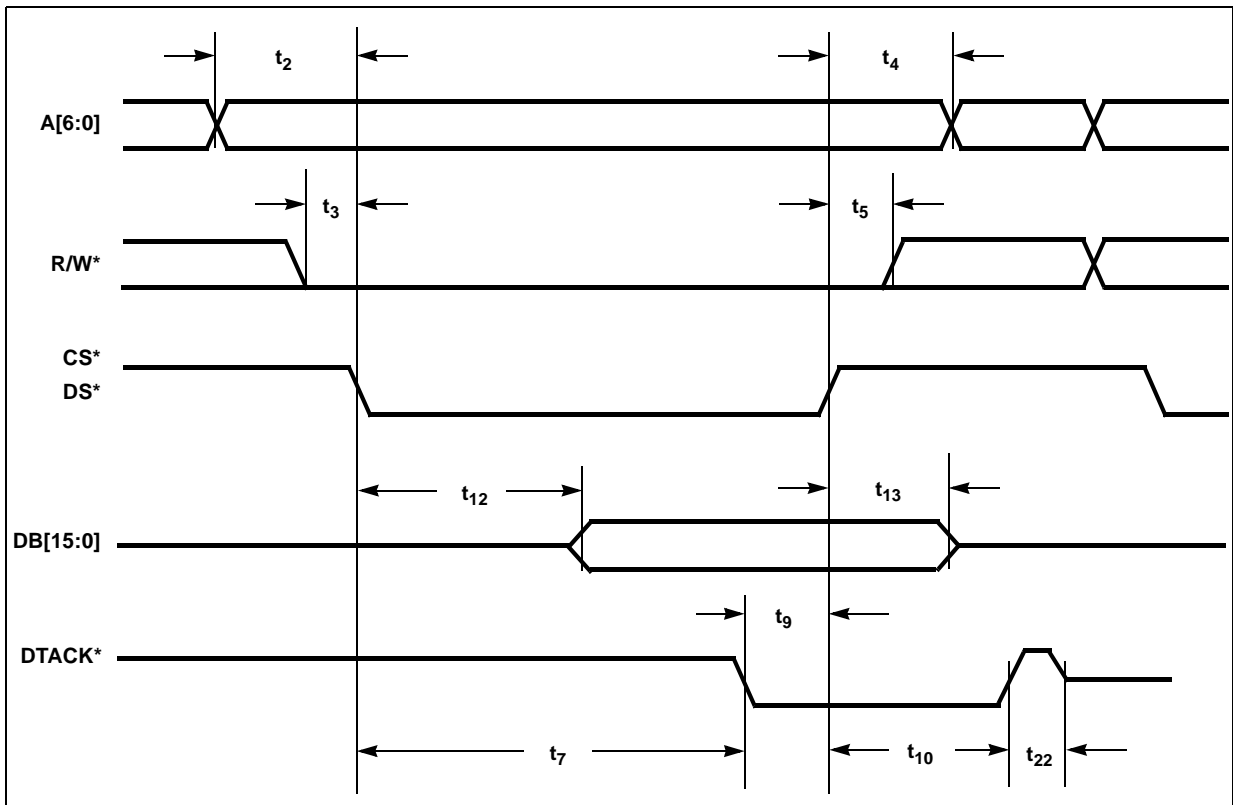 t2
t4
A[6:0]
t3
t5
R/W*
CS*
DS*
t12
t13
DB[15:0]
t9
DTACK*
t7
t10
t22